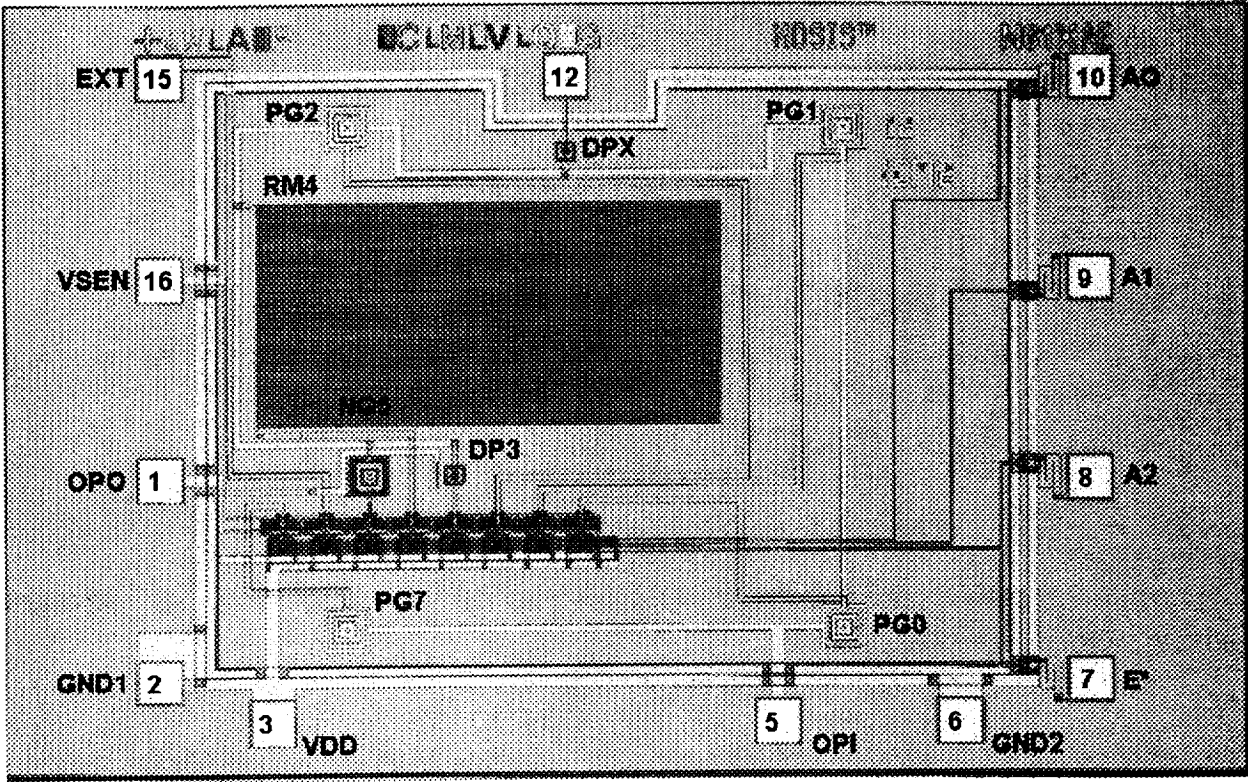 MOSIS™
EXT 15
12
10 AO
PG2
PG1
DPX
RM4
VSEN 16
9 A1
DP3
OPO 1
8 A2
PG7
PG0
GND1 2
7 E*
3 VDD
5 OPI
6 GND2